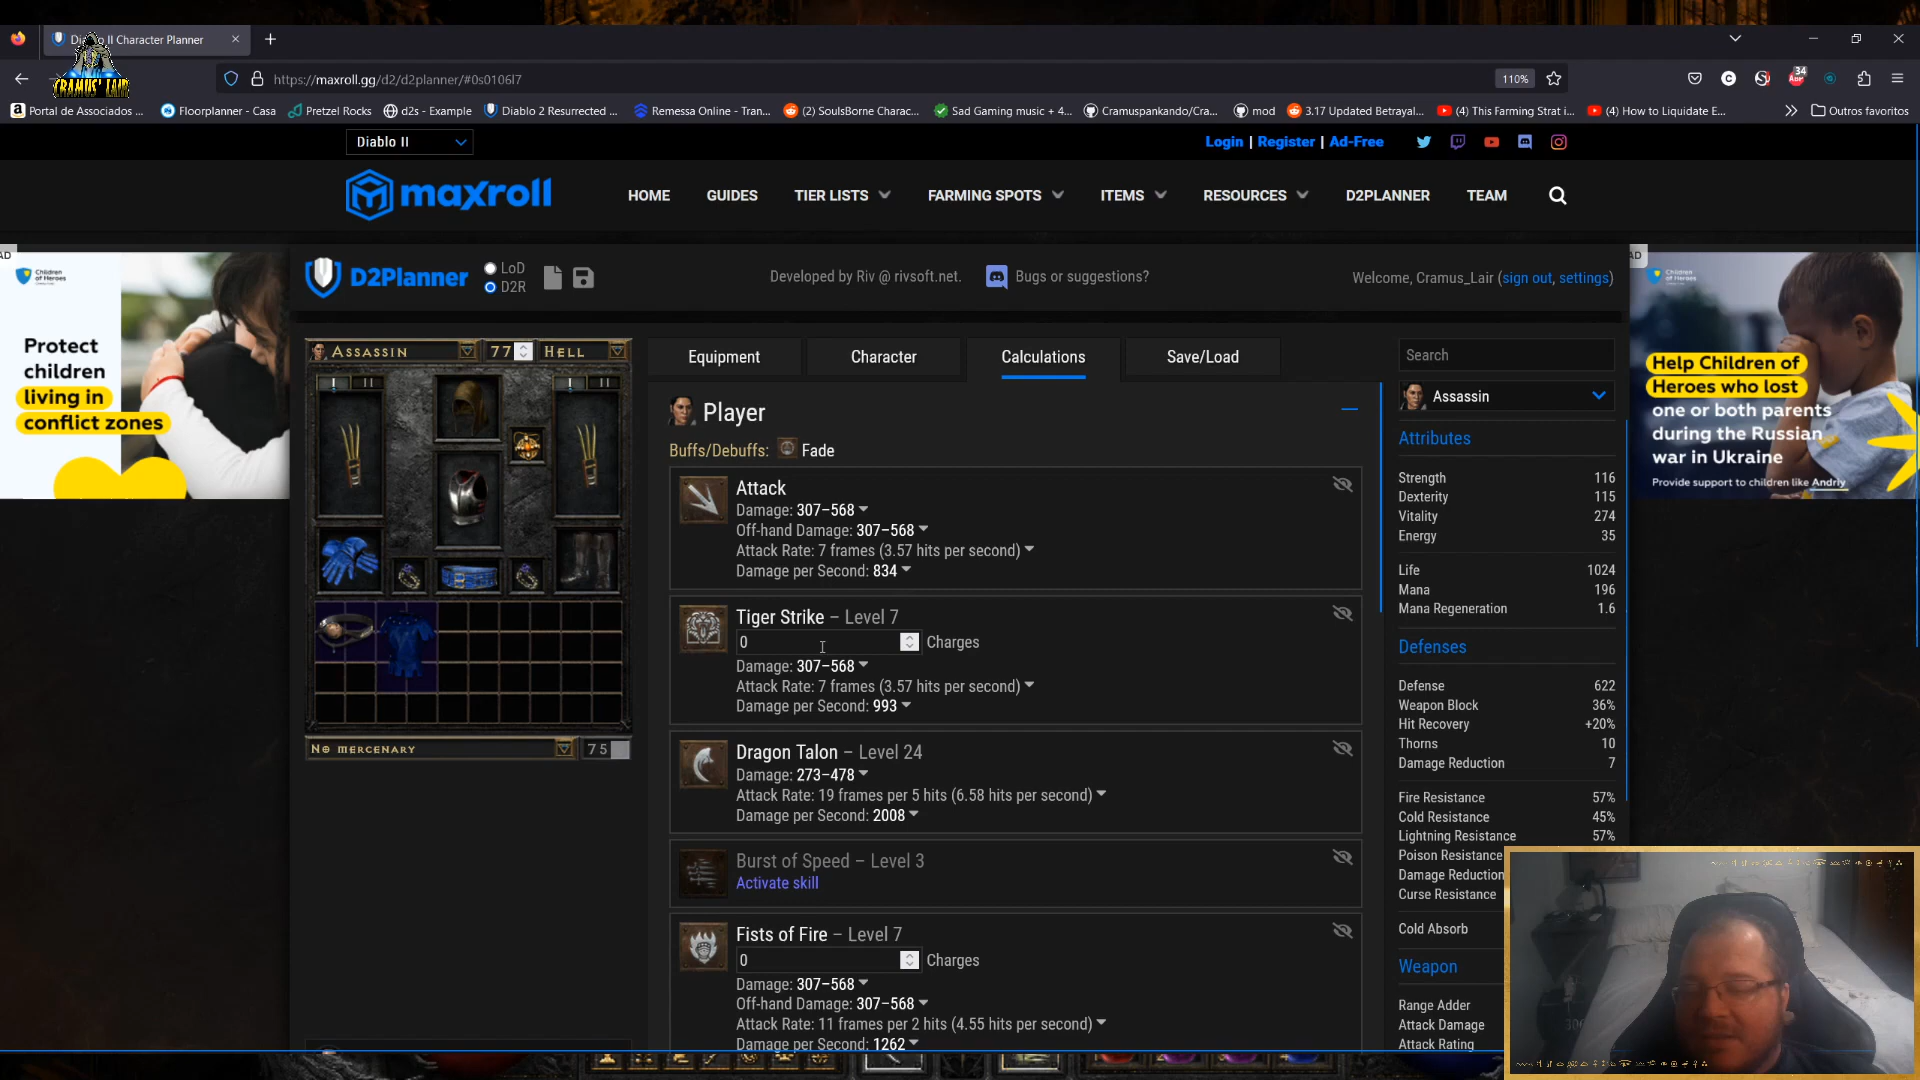 Diablo II Character Planner
CRAMUS' LAIR
https://maxroll.gg/d2/d2planner/#0s0106l7
110%
34
Portal de Associados ...
Floorplanner - Casa
Pretzel Rocks
d2s - Example
Diablo 2 Resurrected ...
Remessa Online - Tran...
(2) SoulsBorne Charac...
Sad Gaming music + 4...
Cramuspankando/Cra...
mod
3.17 Updated Betrayal...
(4) This Farming Strat i...
(4) How to Liquidate E...
Outros favoritos
Diablo II
Login | Register | Ad-Free
maxroll
HOME
GUIDES
TIER LISTS
FARMING SPOTS
ITEMS
RESOURCES
D2PLANNER
TEAM
AD
Children of Heroes
Protect
children
living in
conflict zones
D2Planner
LoD
D2R
Developed by Riv @ rivsoft.net.
Bugs or suggestions?
Welcome, Cramus_Lair (sign out, settings)
AD
Children of Heroes
Help Children of
Heroes who lost
one or both parents
during the Russian
war in Ukraine
Provide support to children like Andriy
ASSASSIN
77
HELL
I II
I II
NO MERCENARY
75
Equipment
Character
Calculations
Save/Load
Player
Buffs/Debuffs: Fade
Attack
Damage: 307–568
Off-hand Damage: 307–568
Attack Rate: 7 frames (3.57 hits per second)
Damage per Second: 834
Tiger Strike – Level 7
0 Charges
Damage: 307–568
Attack Rate: 7 frames (3.57 hits per second)
Damage per Second: 993
Dragon Talon – Level 24
Damage: 273–478
Attack Rate: 19 frames per 5 hits (6.58 hits per second)
Damage per Second: 2008
Burst of Speed – Level 3
Activate skill
Fists of Fire – Level 7
0 Charges
Damage: 307–568
Off-hand Damage: 307–568
Attack Rate: 11 frames per 2 hits (4.55 hits per second)
Damage per Second: 1262
Search
Assassin
Attributes
Strength 116
Dexterity 115
Vitality 274
Energy 35
Life 1024
Mana 196
Mana Regeneration 1.6
Defenses
Defense 622
Weapon Block 36%
Hit Recovery +20%
Thorns 10
Damage Reduction 7
Fire Resistance 57%
Cold Resistance 45%
Lightning Resistance 57%
Poison Resistance
Damage Reduction
Curse Resistance
Cold Absorb
Weapon
Range Adder
Attack Damage
Attack Rating